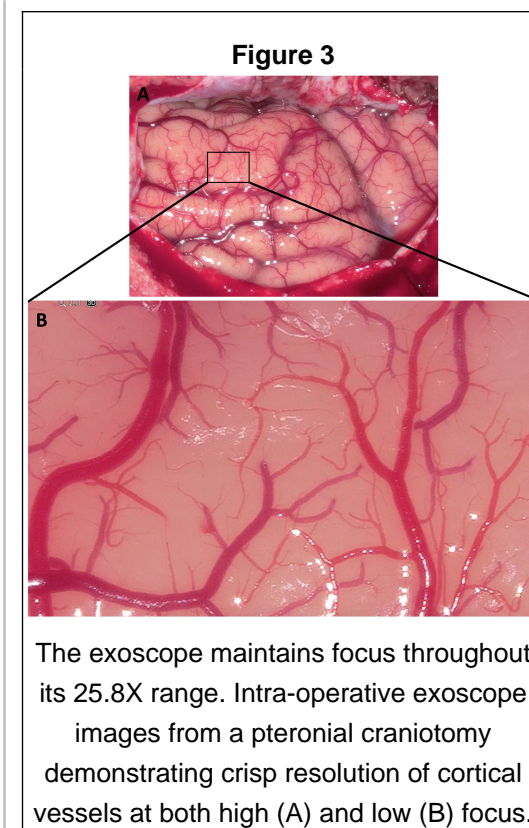 Figure 3
A
B
The exoscope maintains focus throughout
its 25.8X range. Intra-operative exoscope
images from a pteronial craniotomy
demonstrating crisp resolution of cortical
vessels at both high (A) and low (B) focus.